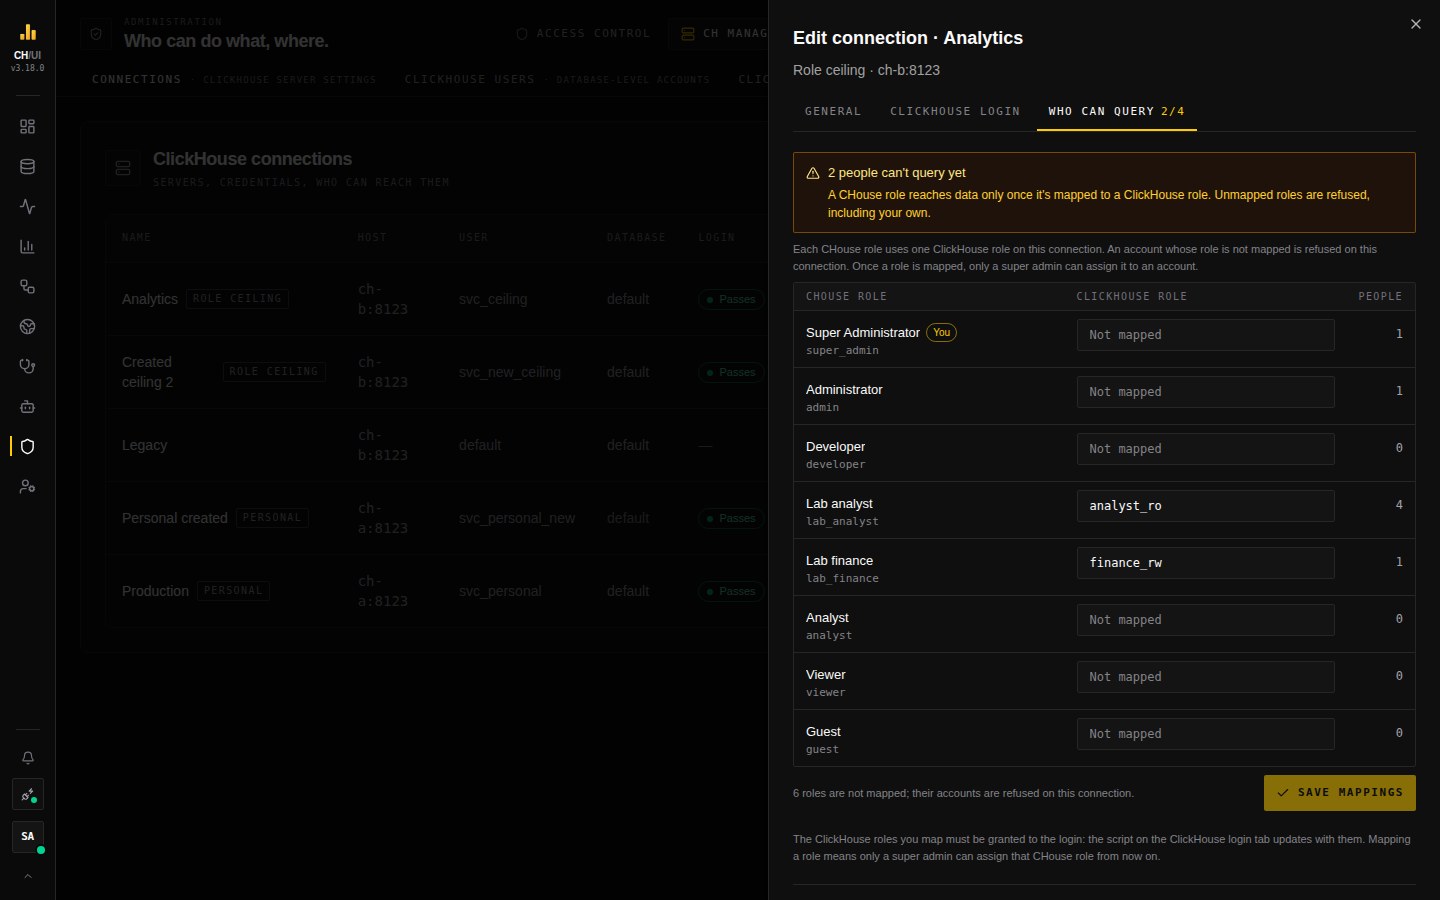 CH/UI
v3.18.0
ADMINISTRATION
Who can do what, where.
ACCESS CONTROL
CH MANAG
CONNECTIONS · CLICKHOUSE SERVER SETTINGS
CLICKHOUSE USERS · DATABASE-LEVEL ACCOUNTS
CLIC
ClickHouse connections
SERVERS, CREDENTIALS, WHO CAN REACH THEM
NAME HOST USER DATABASE LOGIN
Analytics ROLE CEILING ch-b:8123 svc_ceiling default Passes
Created ceiling 2 ROLE CEILING ch-b:8123 svc_new_ceiling default Passes
Legacy ch-b:8123 default default —
Personal created PERSONAL ch-a:8123 svc_personal_new default Passes
Production PERSONAL ch-a:8123 svc_personal default Passes
SA
Edit connection · Analytics
Role ceiling · ch-b:8123
GENERAL CLICKHOUSE LOGIN WHO CAN QUERY 2/4
2 people can't query yet
A CHouse role reaches data only once it's mapped to a ClickHouse role. Unmapped roles are refused,
including your own.
Each CHouse role uses one ClickHouse role on this connection. An account whose role is not mapped is refused on this
connection. Once a role is mapped, only a super admin can assign it to an account.
CHOUSE ROLE CLICKHOUSE ROLE PEOPLE
Super Administrator You Not mapped 1
super_admin
Administrator Not mapped 1
admin
Developer Not mapped 0
developer
Lab analyst analyst_ro 4
lab_analyst
Lab finance finance_rw 1
lab_finance
Analyst Not mapped 0
analyst
Viewer Not mapped 0
viewer
Guest Not mapped 0
guest
6 roles are not mapped; their accounts are refused on this connection.
SAVE MAPPINGS
The ClickHouse roles you map must be granted to the login: the script on the ClickHouse login tab updates with them. Mapping
a role means only a super admin can assign that CHouse role from now on.